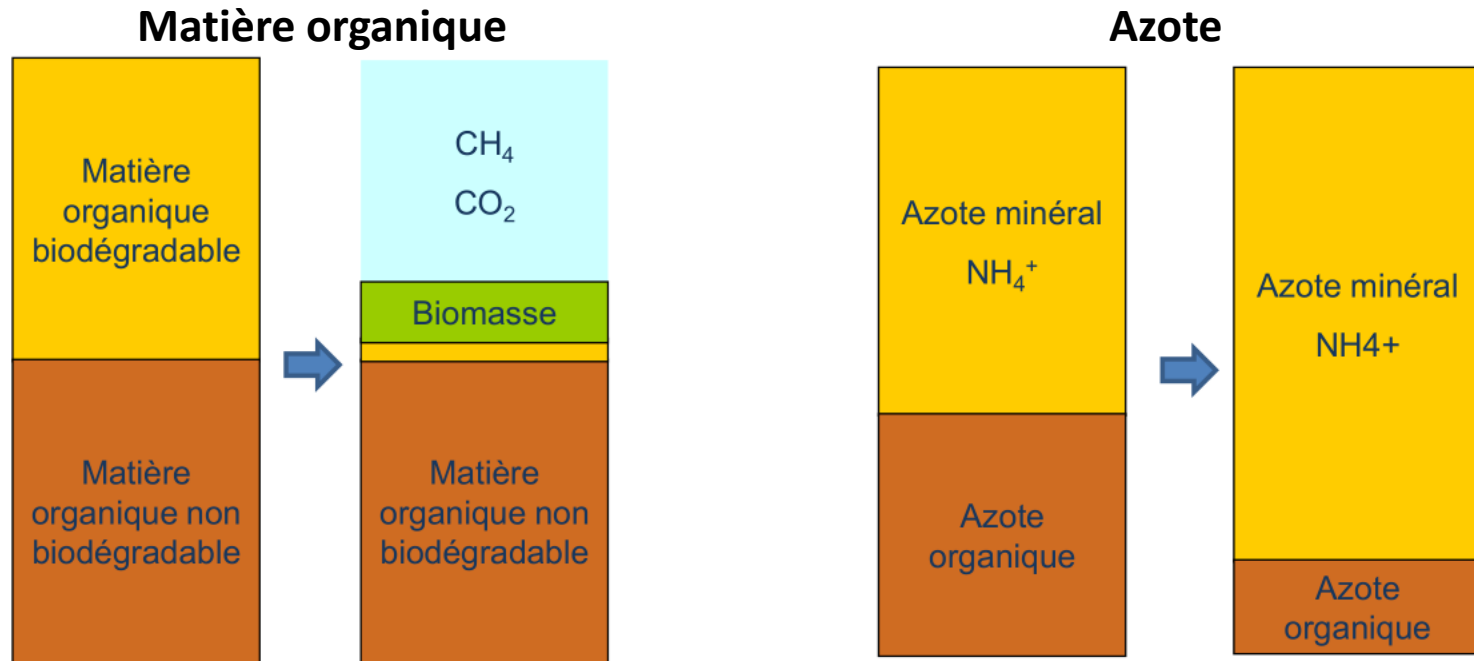 Matière organique
Matière
organique
biodégradable
Matière
organique non
biodégradable
CH₄
CO₂
Biomasse
Matière
organique non
biodégradable
Azote
Azote minéral
NH₄⁺
Azote
organique
Azote minéral
NH4+
Azote
organique